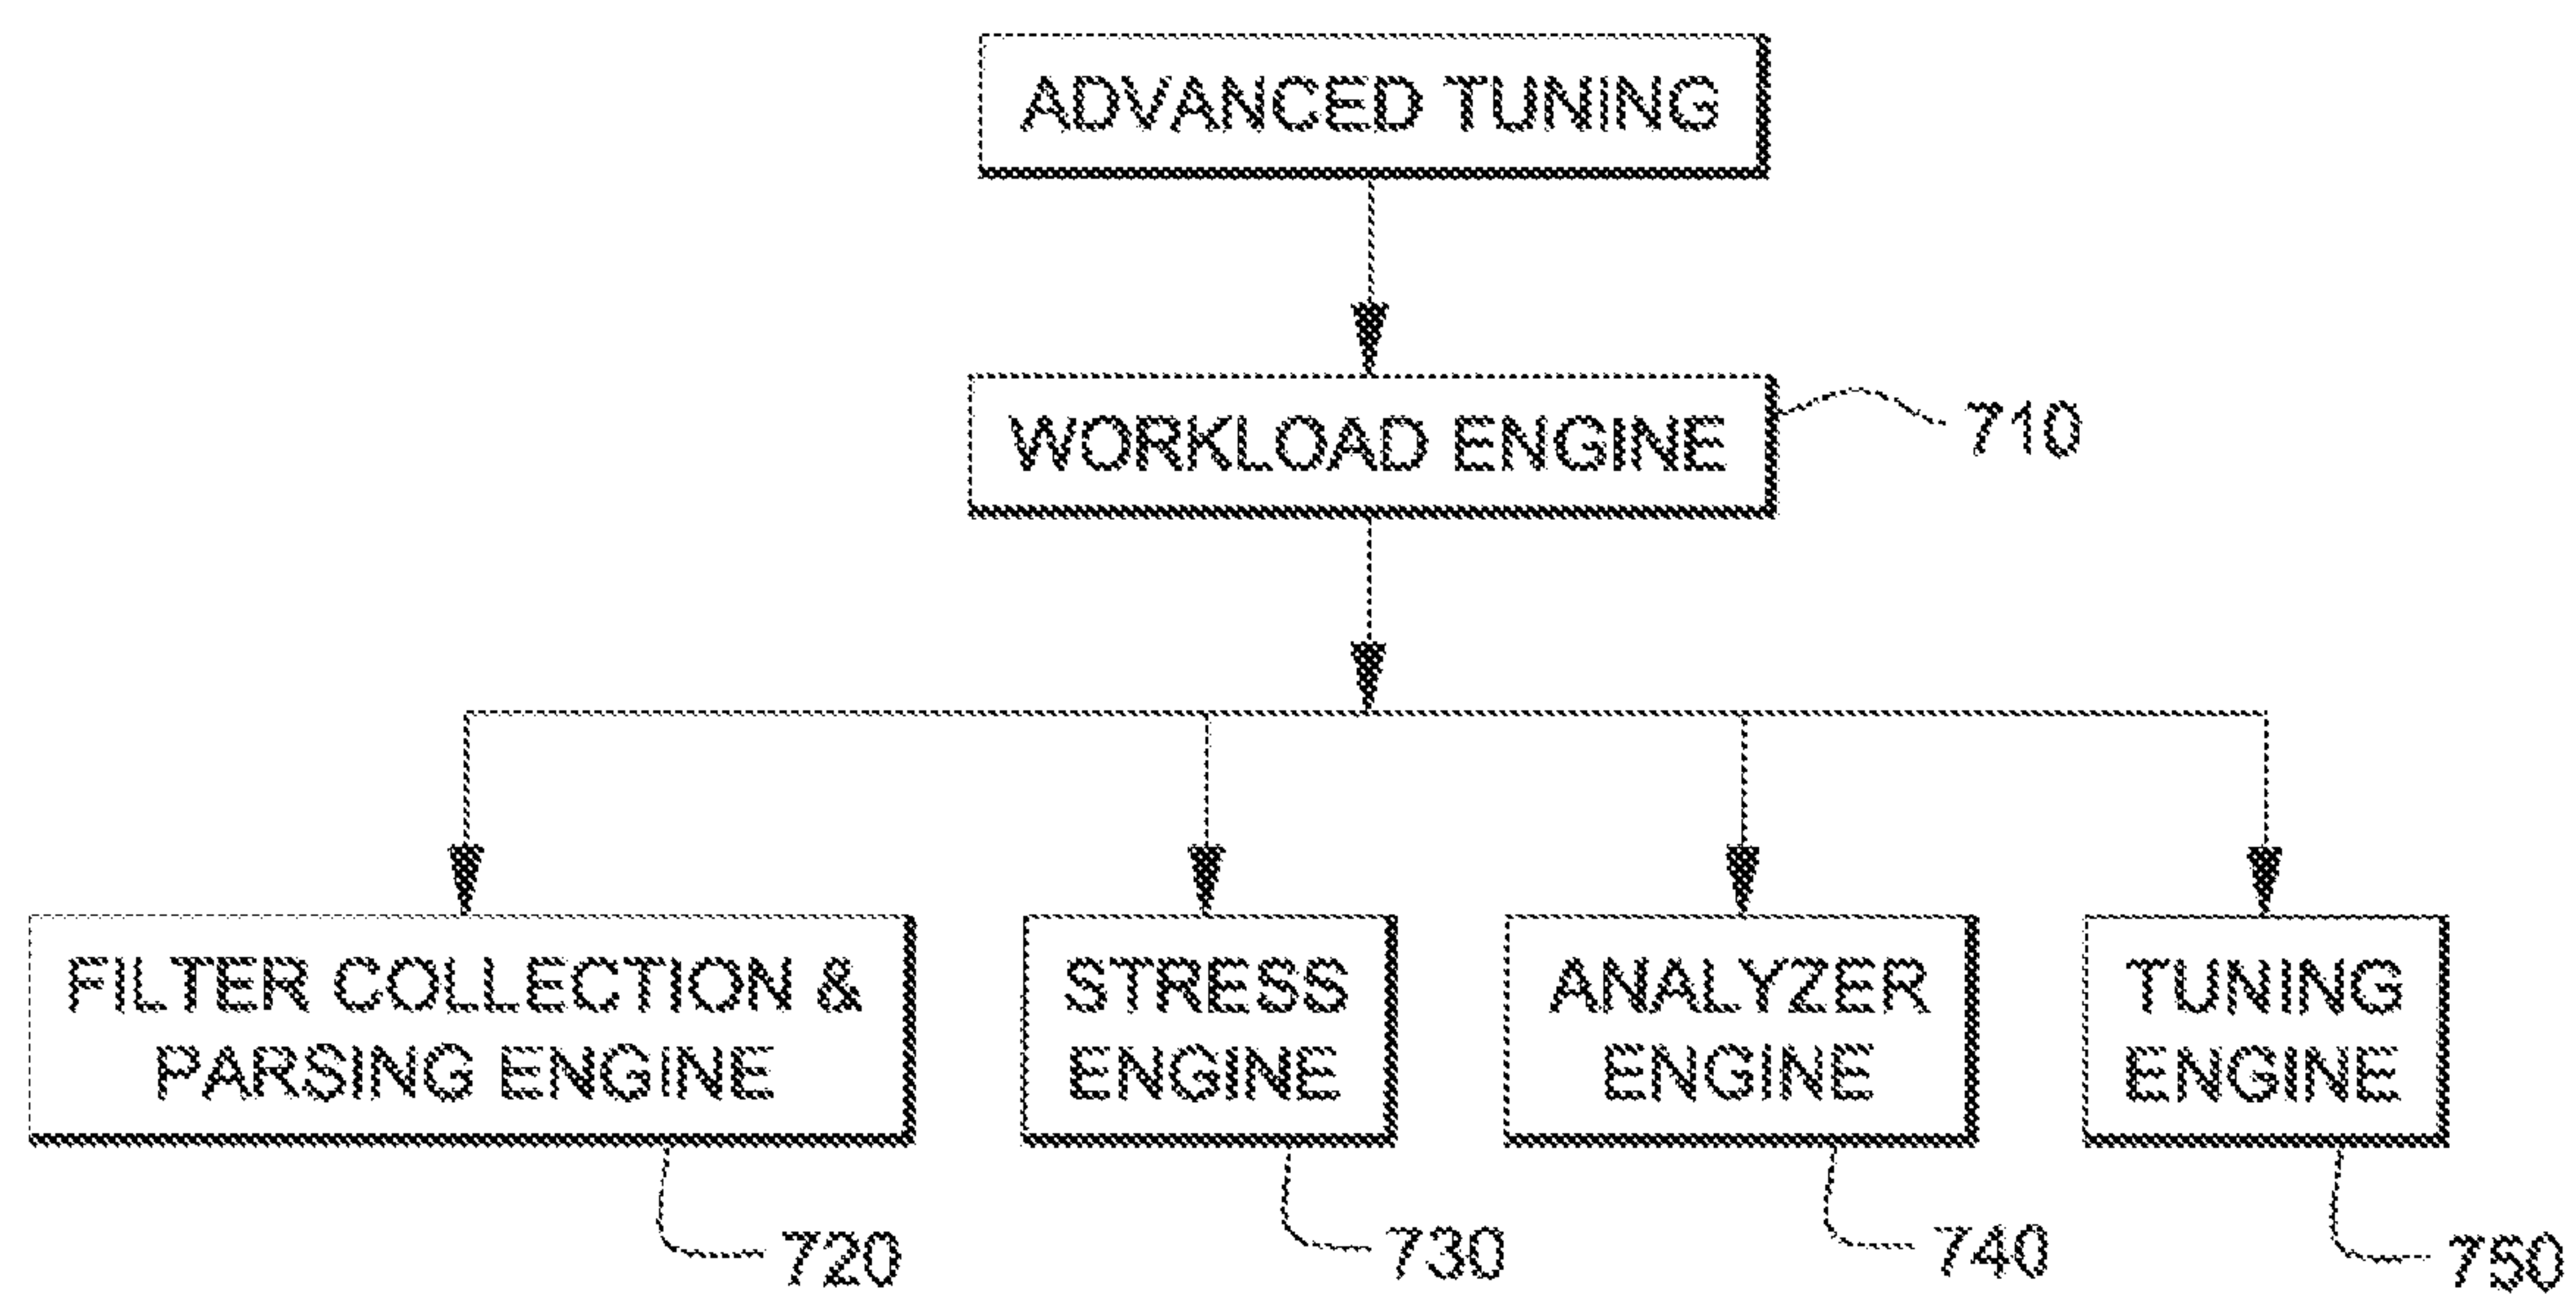 ADVANCED TUNING
WORKLOAD ENGINE
710
FILTER COLLECTION &
PARSING ENGINE
720
STRESS
ENGINE
730
ANALYZER
ENGINE
740
TUNING
ENGINE
750